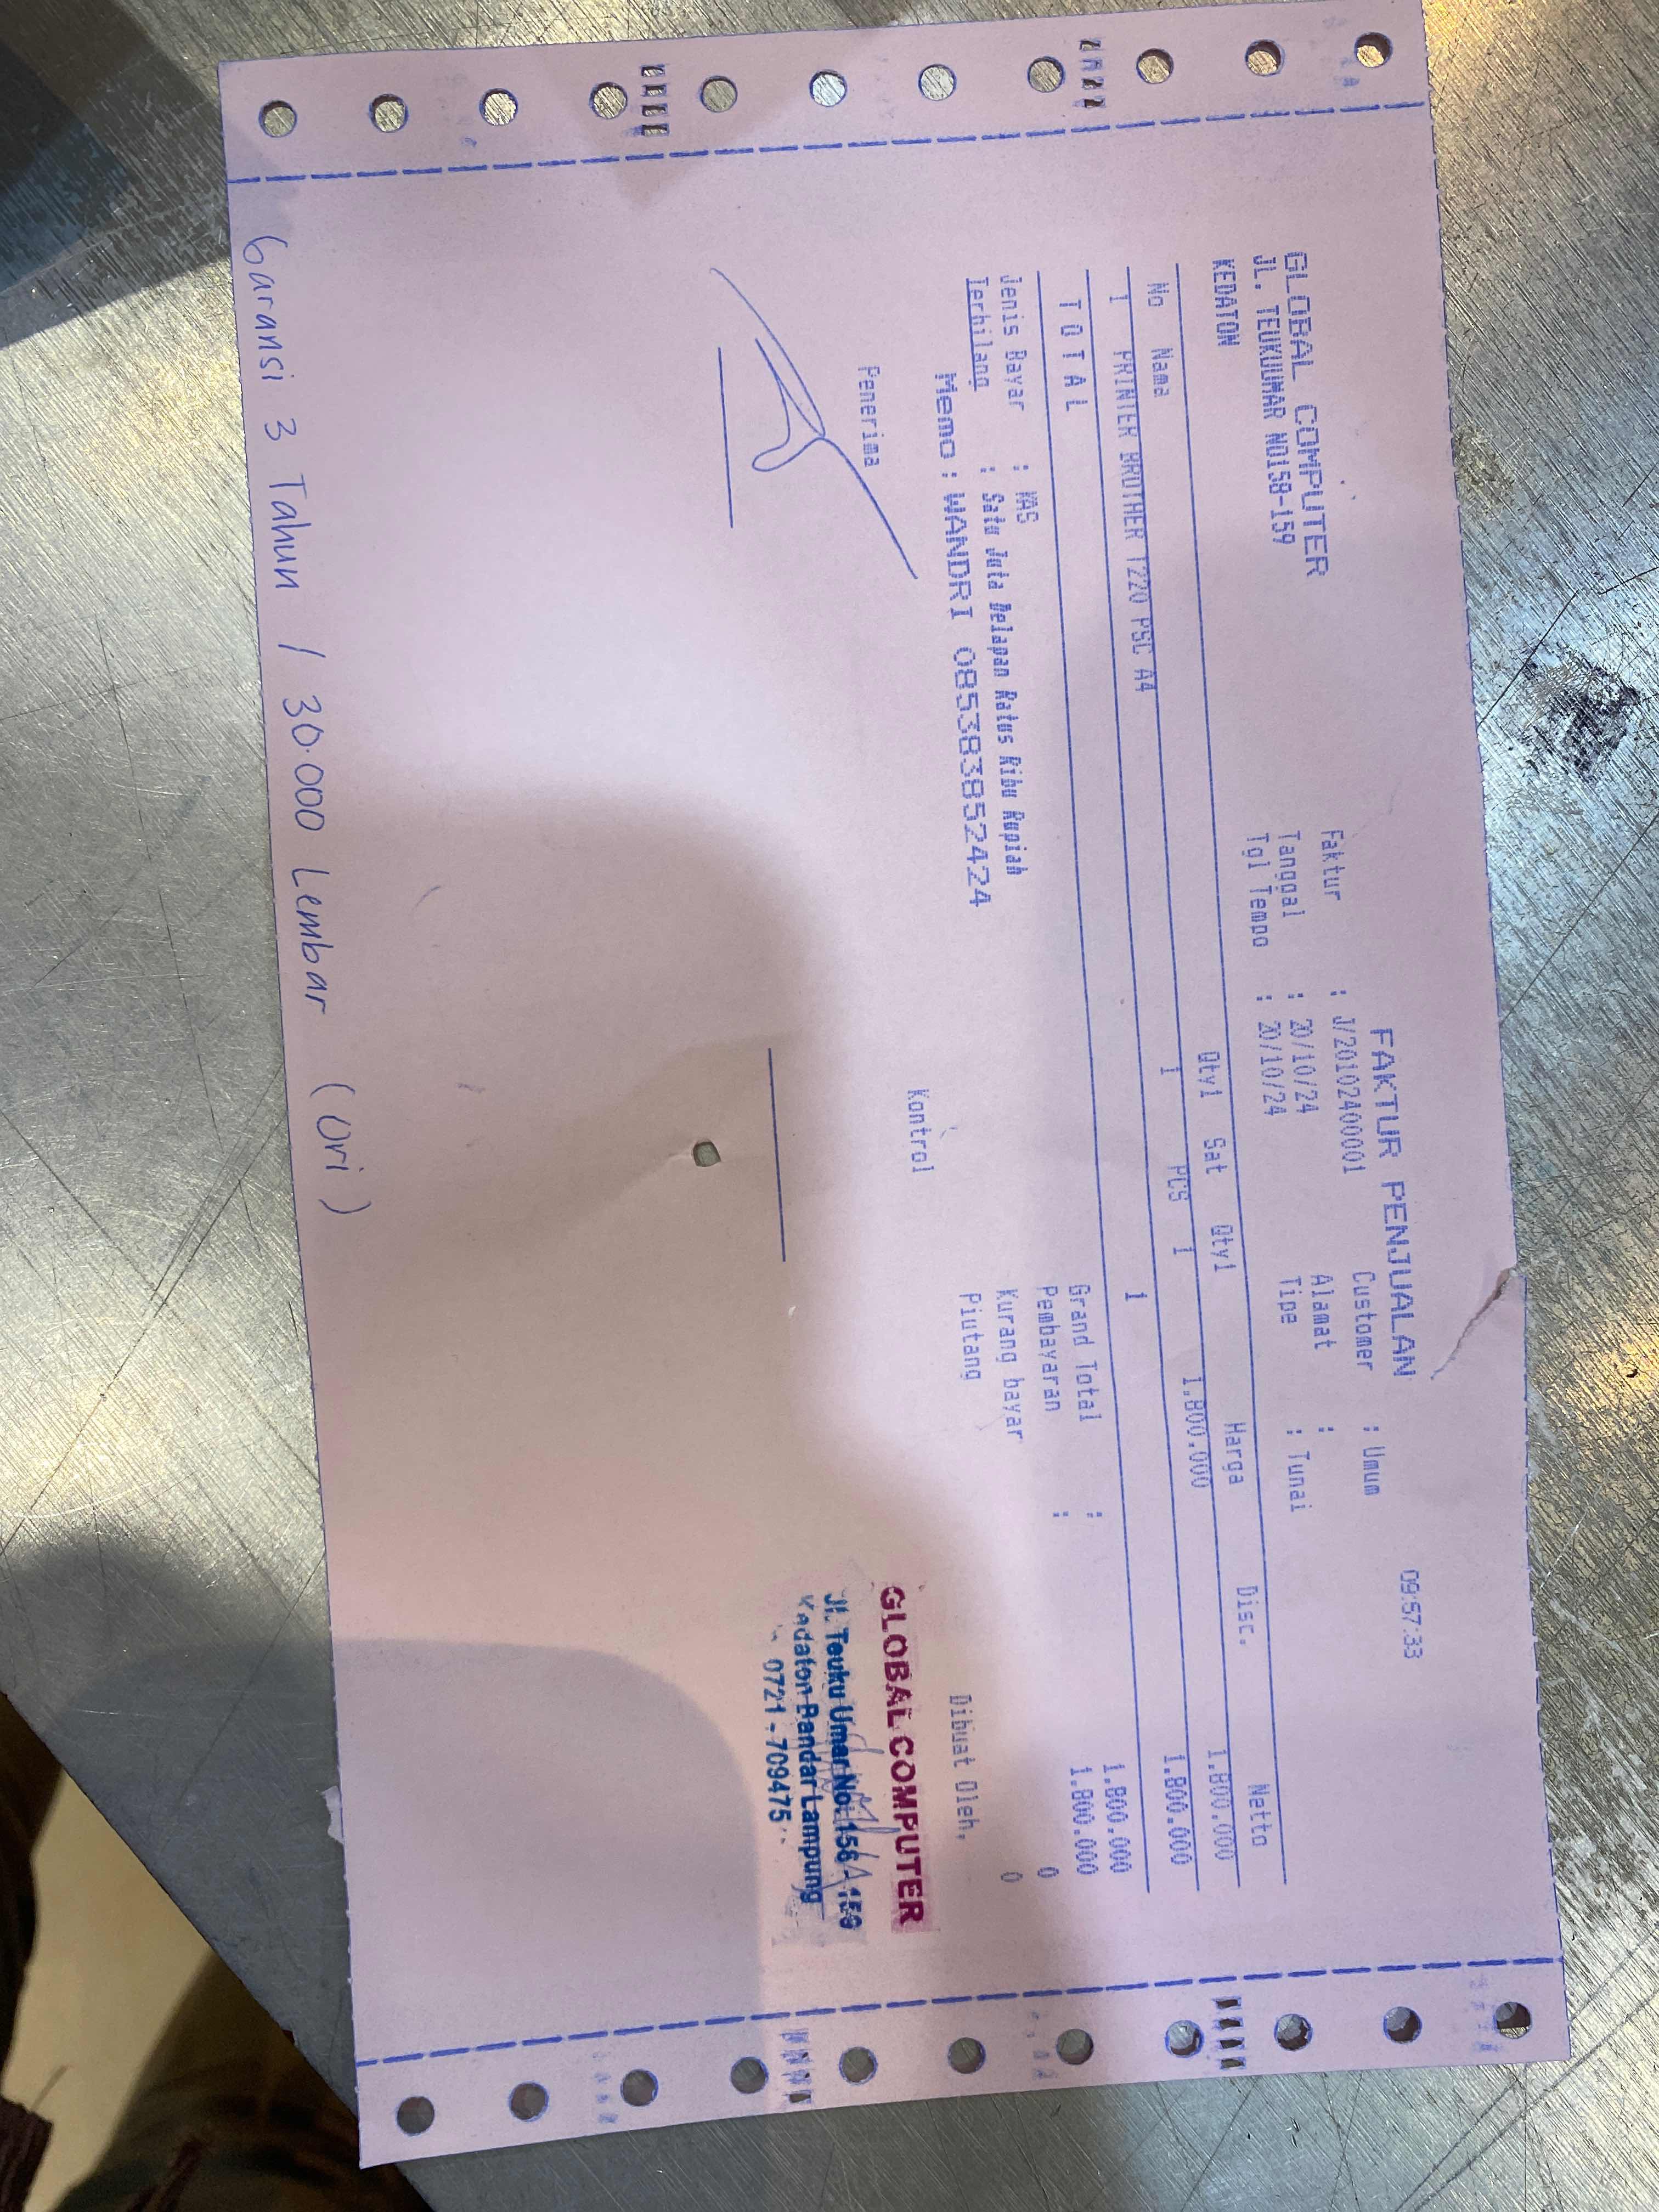 FAKTUR PENJUALAN 09:57:33
GLOBAL COMPUTER
JL. TEUKUUMAR NO158-159
KEDATON
Faktur : J/20102400001
Tanggal : 20/10/24
Tgl Tempo : 20/10/24
Customer : Umum
Alamat :
Tipe : Tunai
No Nama Qty1 Sat Qty1 Harga Disc. Netto
1 PRINTER BROTHER T220 PSC A4 1 PCS 1 1.800.000 1.800.000
T O T A L 1 1.800.000
Jenis Bayar : KAS
Terbilang : Satu Juta Delapan Ratus Ribu Rupiah
Memo : WANDRI 085383852424
Grand Total : 1.800.000
Pembayaran : 1.800.000
Kurang bayar 0
Piutang 0
Penerima Kontrol Dibuat Oleh,
GLOBAL COMPUTER
Jl. Teuku Umar No. 158 - 159
Kedaton Bandar Lampung
0721 - 709475
Garansi 3 Tahun / 30.000 Lembar (Ori)